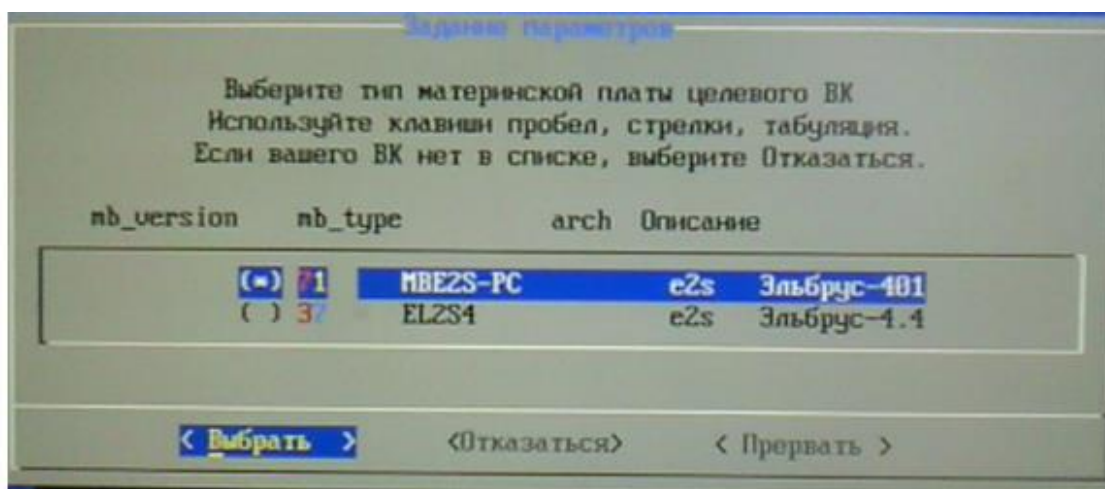 Задание параметров
Выберите тип материнской платы целевого ВК
Используйте клавиши пробел, стрелки, табуляция.
Если вашего ВК нет в списке, выберите Отказаться.
mb_version mb_type arch Описание
(*) 71 MBE2S-PC e2s Эльбрус-401
( ) 37 EL2S4 e2s Эльбрус-4.4
< Выбрать > <Отказаться> < Прервать >